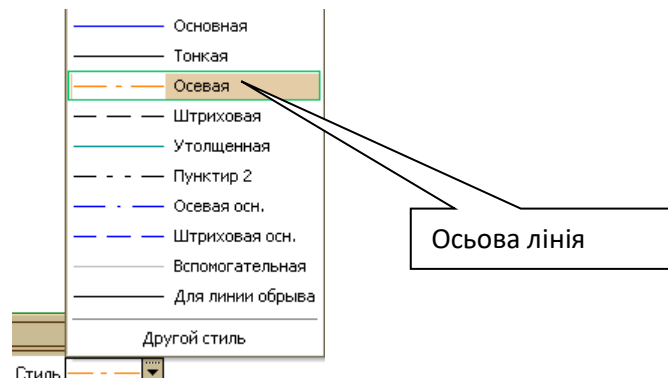 Основная
Тонкая
Осевая
Штриховая
Утолщенная
Пунктир 2
Осевая осн.
Штриховая осн.
Вспомогательная
Для линии обрыва
Другой стиль
Стиль
Осьова лінія